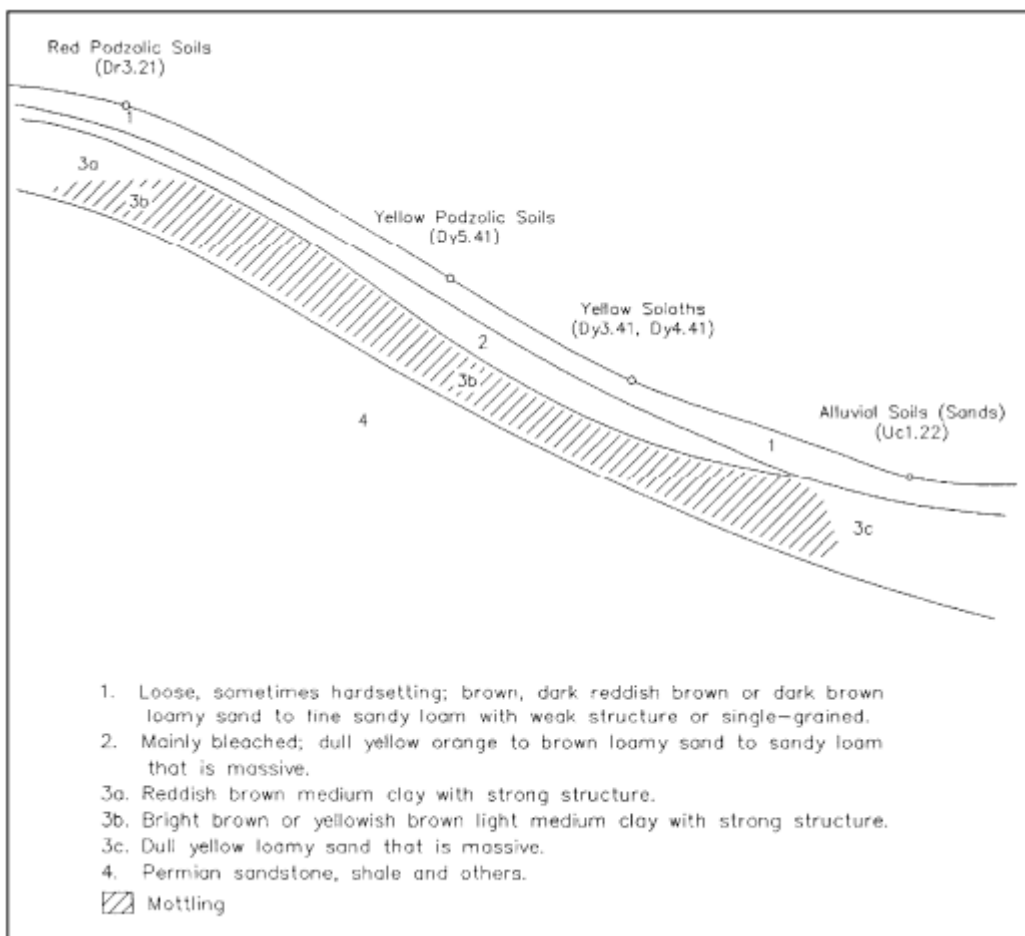 Red Podzolic Soils
(Dr3.21)
1
3a
3b
Yellow Podzolic Soils
(Dy5.41)
Yellow Soloths
(Dy3.41, Dy4.41)
2
3b
4
Alluvial Soils (Sands)
(Uc1.22)
1
3c
1. Loose, sometimes hardsetting; brown, dark reddish brown or dark brown
loamy sand to fine sandy loam with weak structure or single-grained.
2. Mainly bleached; dull yellow orange to brown loamy sand to sandy loam
that is massive.
3a. Reddish brown medium clay with strong structure.
3b. Bright brown or yellowish brown light medium clay with strong structure.
3c. Dull yellow loamy sand that is massive.
4. Permian sandstone, shale and others.
Mottling